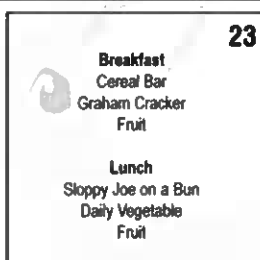 23
Breakfast
Cereal Bar
Graham Cracker
Fruit
Lunch
Sloppy Joe on a Bun
Daily Vegetable
Fruit